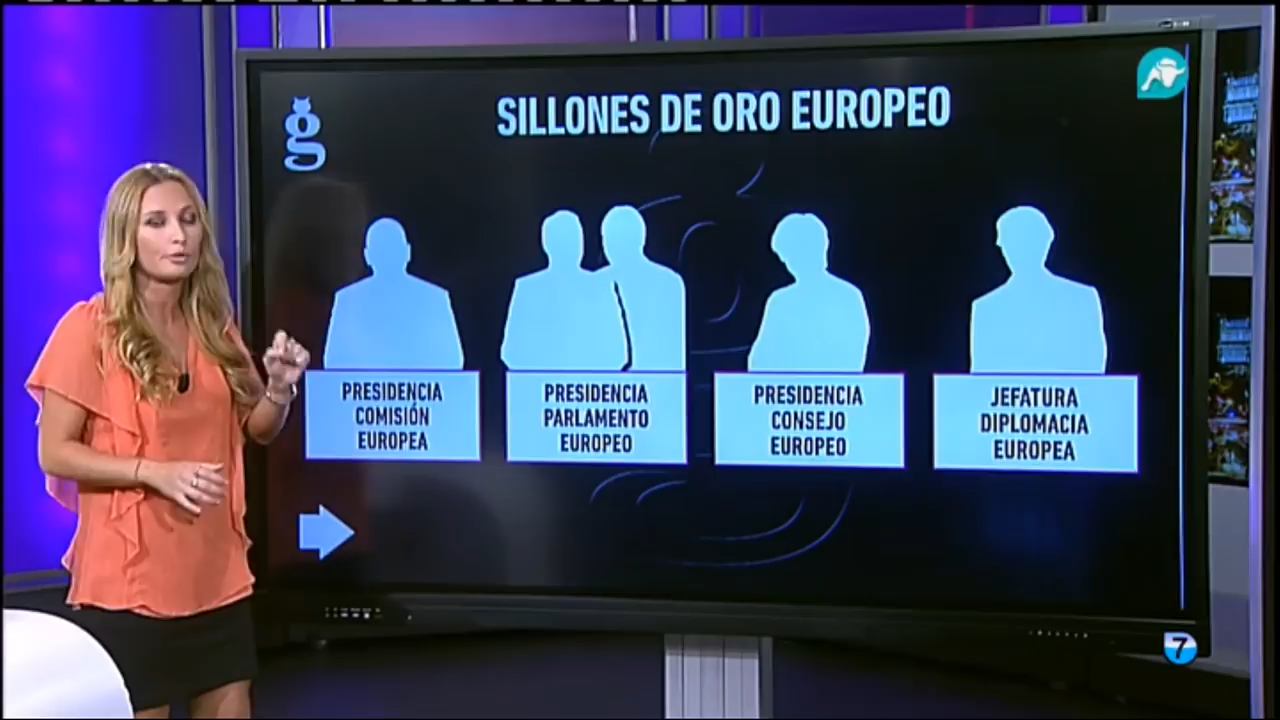 g
SILLONES DE ORO EUROPEO
PRESIDENCIA
COMISIÓN
EUROPEA
PRESIDENCIA
PARLAMENTO
EUROPEO
PRESIDENCIA
CONSEJO
EUROPEO
JEFATURA
DIPLOMACIA
EUROPEA
7